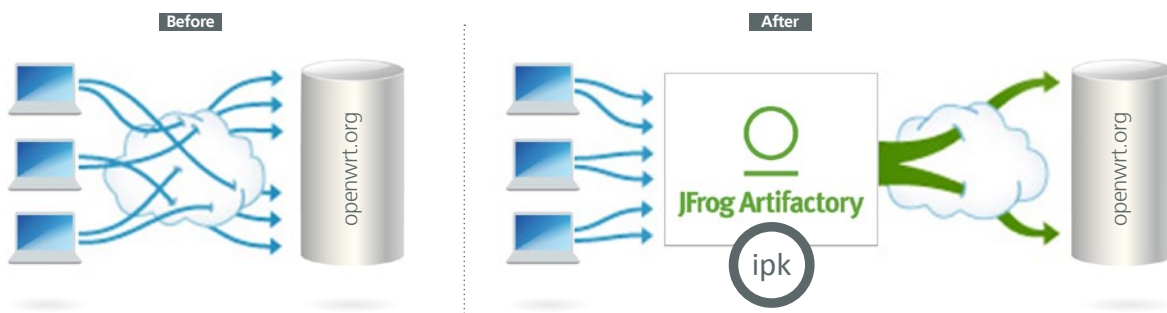 Before
openwrt.org
After
JFrog Artifactory
ipk
openwrt.org